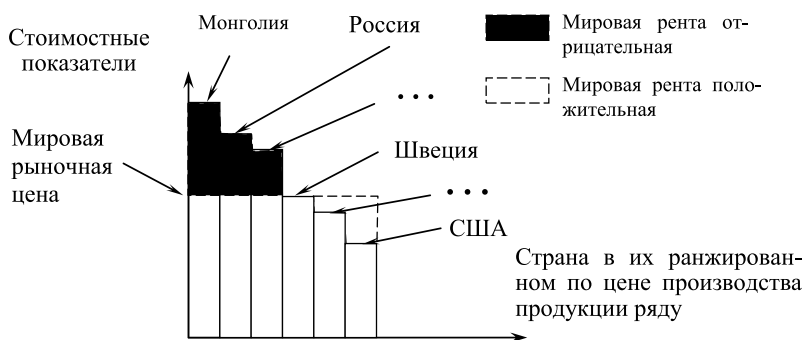 Стоимостные
показатели
Монголия
Россия
Мировая рента от-
рицательная
Мировая рента поло-
жительная
. . .
Мировая
рыночная
цена
Швеция
. . .
США
Страна в их ранжирован-
ном по цене производства
продукции ряду